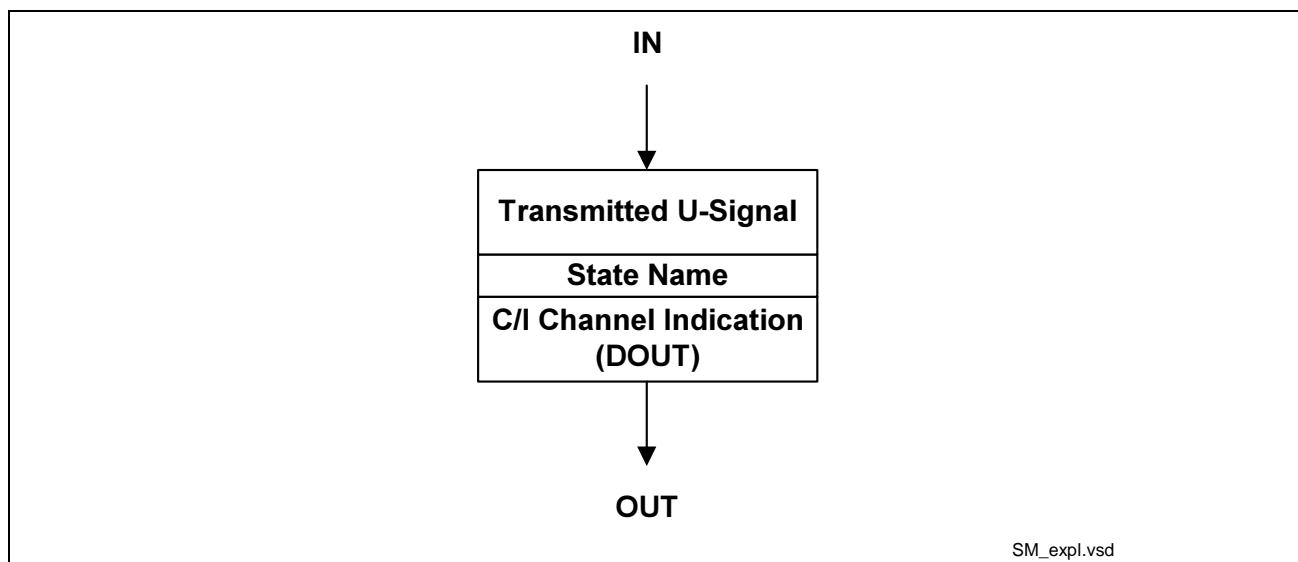 IN
Transmitted U-Signal
State Name
C/I Channel Indication
(DOUT)
OUT
SM_expl.vsd